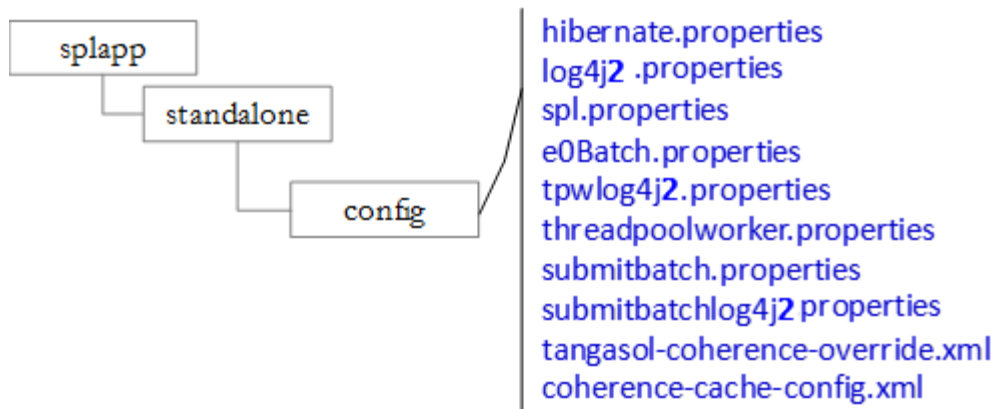 splapp
standalone
config
hibernate.properties
log4j2 .properties
spl.properties
e0Batch.properties
tpwlog4j2.properties
threadpoolworker.properties
submitbatch.properties
submitbatchlog4j2 properties
tangasol-coherence-override.xml
coherence-cache-config.xml